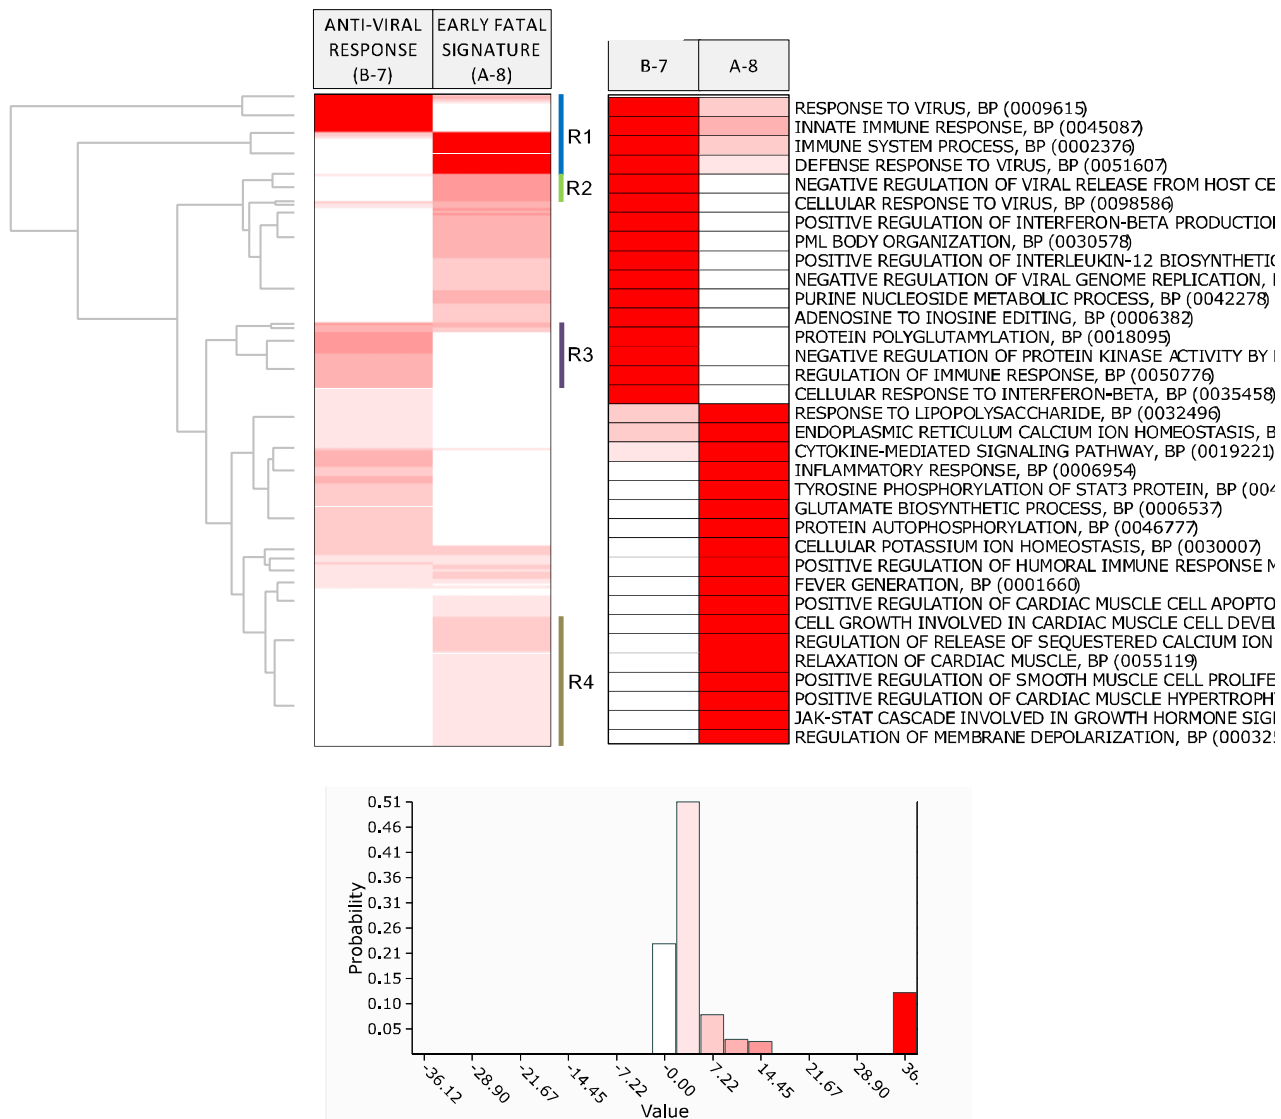 ANTI-VIRAL
RESPONSE
(B-7)
EARLY FATAL
SIGNATURE
(A-8)
B-7
A-8
R1
R2
R3
R4
RESPONSE TO VIRUS, BP (0009615)
INNATE IMMUNE RESPONSE, BP (0045087)
IMMUNE SYSTEM PROCESS, BP (0002376)
DEFENSE RESPONSE TO VIRUS, BP (0051607)
NEGATIVE REGULATION OF VIRAL RELEASE FROM HOST CE
CELLULAR RESPONSE TO VIRUS, BP (0098586)
POSITIVE REGULATION OF INTERFERON-BETA PRODUCTION
PML BODY ORGANIZATION, BP (0030578)
POSITIVE REGULATION OF INTERLEUKIN-12 BIOSYNTHETIC
NEGATIVE REGULATION OF VIRAL GENOME REPLICATION,
PURINE NUCLEOSIDE METABOLIC PROCESS, BP (0042278)
ADENOSINE TO INOSINE EDITING, BP (0006382)
PROTEIN POLYGLUTAMYLATION, BP (0018095)
NEGATIVE REGULATION OF PROTEIN KINASE ACTIVITY BY
REGULATION OF IMMUNE RESPONSE, BP (0050776)
CELLULAR RESPONSE TO INTERFERON-BETA, BP (0035458)
RESPONSE TO LIPOPOLYSACCHARIDE, BP (0032496)
ENDOPLASMIC RETICULUM CALCIUM ION HOMEOSTASIS, B
CYTOKINE-MEDIATED SIGNALING PATHWAY, BP (0019221)
INFLAMMATORY RESPONSE, BP (0006954)
TYROSINE PHOSPHORYLATION OF STAT3 PROTEIN, BP (004
GLUTAMATE BIOSYNTHETIC PROCESS, BP (0006537)
PROTEIN AUTOPHOSPHORYLATION, BP (0046777)
CELLULAR POTASSIUM ION HOMEOSTASIS, BP (0030007)
POSITIVE REGULATION OF HUMORAL IMMUNE RESPONSE M
FEVER GENERATION, BP (0001660)
POSITIVE REGULATION OF CARDIAC MUSCLE CELL APOPTO
CELL GROWTH INVOLVED IN CARDIAC MUSCLE CELL DEVEL
REGULATION OF RELEASE OF SEQUESTERED CALCIUM ION
RELAXATION OF CARDIAC MUSCLE, BP (0055119)
POSITIVE REGULATION OF SMOOTH MUSCLE CELL PROLIFE
POSITIVE REGULATION OF CARDIAC MUSCLE HYPERTROPH
JAK-STAT CASCADE INVOLVED IN GROWTH HORMONE SIG
REGULATION OF MEMBRANE DEPOLARIZATION, BP (000325
Probability
0.51
0.46
0.41
0.36
0.31
0.26
0.21
0.15
0.10
0.05
-36.12
-28.90
-21.67
-14.45
-7.22
-0.00
7.22
14.45
21.67
28.90
36.
Value